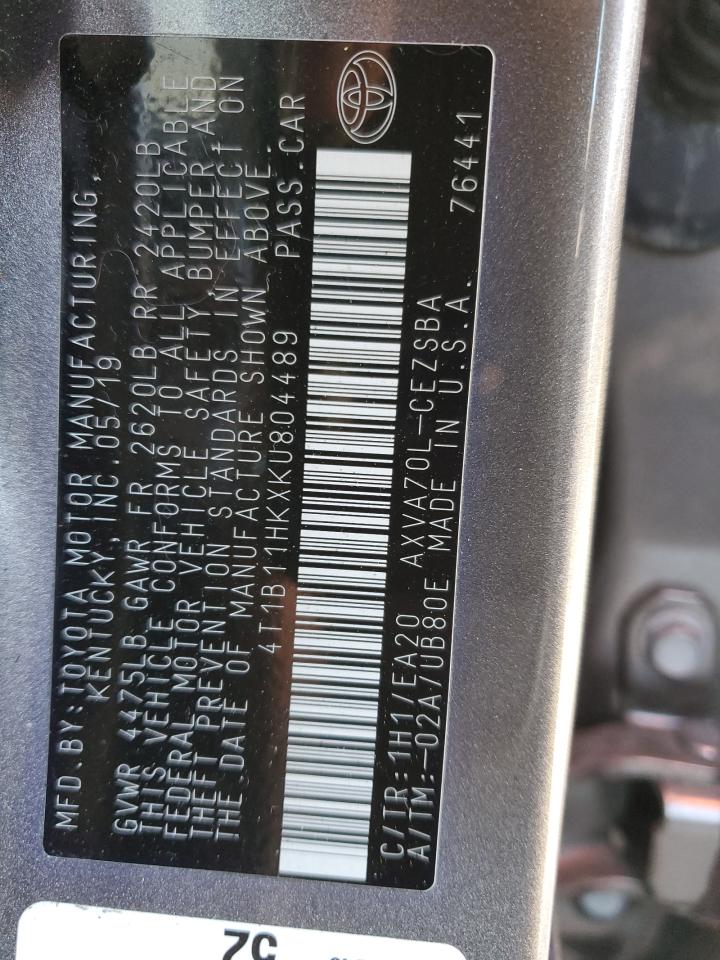 MFD.BY:TOYOTA MOTOR MANUFACTURING,
KENTUCKY, INC. 05/19
GVWR 4475LB GAWR FR 2620LB RR 2420LB
THIS VEHICLE CONFORMS TO ALL APPLICABLE
FEDERAL MOTOR VEHICLE SAFETY BUMPER AND
THEFT PREVENTION STANDARDS IN EFFECT ON
THE DATE OF MANUFACTURE SHOWN ABOVE.
4T1B11HKXKU804489 PASS.CAR
C/TR:1H1/EA20 AXVA70L-CEZSBA
A/TM:-02A/UB80E MADE IN U.S.A. 76441